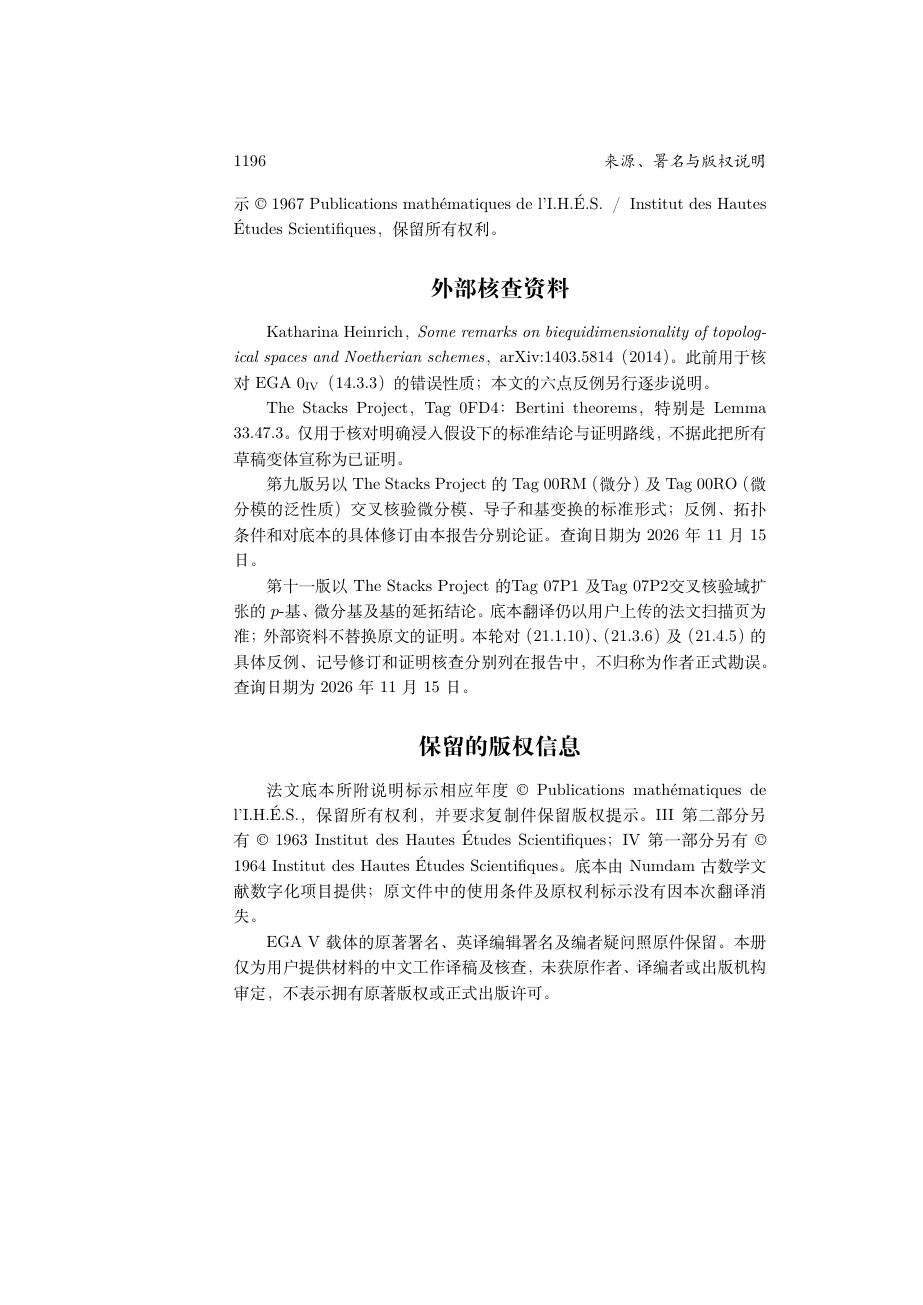 1196 来源、署名与版权说明
示 © 1967 Publications mathématiques de l'I.H.É.S. / Institut des Hautes
Études Scientifiques，保留所有权利。
外部核查资料
Katharina Heinrich，Some remarks on biequidimensionality of topolog-
ical spaces and Noetherian schemes，arXiv:1403.5814（2014）。此前用于核
对 EGA 0IV（14.3.3）的错误性质；本文的六点反例另行逐步说明。
The Stacks Project，Tag 0FD4：Bertini theorems，特别是 Lemma
33.47.3。仅用于核对明确浸入假设下的标准结论与证明路线，不据此把所有
草稿变体宣称为已证明。
第九版另以 The Stacks Project 的 Tag 00RM（微分）及 Tag 00RO（微
分模的泛性质）交叉核验微分模、导子和基变换的标准形式；反例、拓扑
条件和对底本的具体修订由本报告分别论证。查询日期为 2026 年 11 月 15
日。
第十一版以 The Stacks Project 的Tag 07P1 及Tag 07P2交叉核验域扩
张的 p-基、微分基及基的延拓结论。底本翻译仍以用户上传的法文扫描页为
准；外部资料不替换原文的证明。本轮对（21.1.10）、（21.3.6）及（21.4.5）的
具体反例、记号修订和证明核查分别列在报告中，不归称为作者正式勘误。
查询日期为 2026 年 11 月 15 日。
保留的版权信息
法文底本所附说明标示相应年度 © Publications mathématiques de
l'I.H.É.S.，保留所有权利，并要求复制件保留版权提示。III 第二部分另
有 © 1963 Institut des Hautes Études Scientifiques；IV 第一部分另有 ©
1964 Institut des Hautes Études Scientifiques。底本由 Numdam 古数学文
献数字化项目提供；原文件中的使用条件及原权利标示没有因本次翻译消
失。
EGA V 载体的原著署名、英译编辑署名及编者疑问照原件保留。本册
仅为用户提供材料的中文工作译稿及核查，未获原作者、译编者或出版机构
审定，不表示拥有原著版权或正式出版许可。